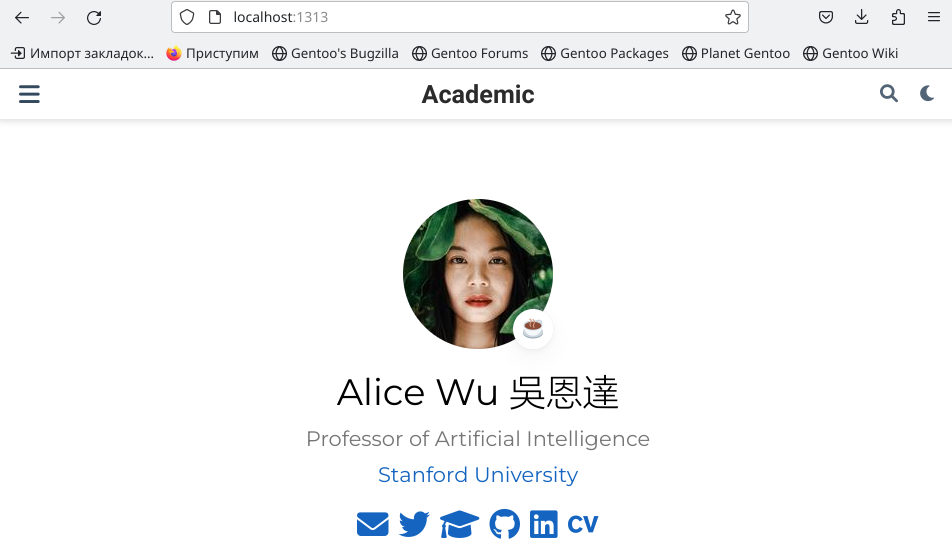 localhost:1313
Импорт закладок... Приступим Gentoo's Bugzilla Gentoo Forums Gentoo Packages Planet Gentoo Gentoo Wiki
Academic
Alice Wu 吳恩達
Professor of Artificial Intelligence
Stanford University
CV